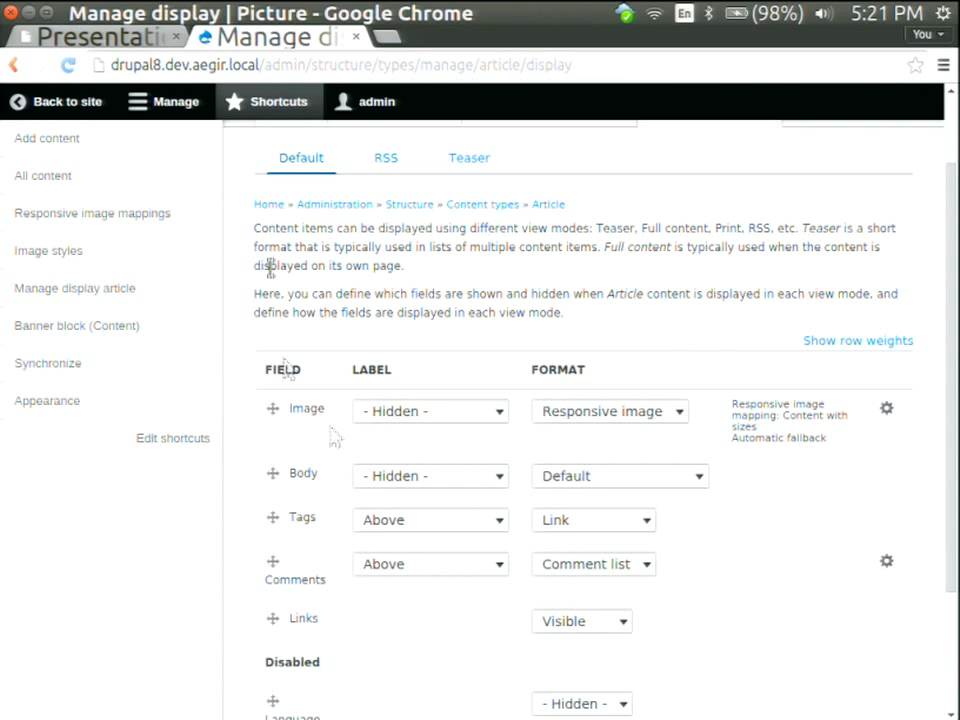 Manage display | Picture - Google Chrome
En
(98%)
5:21 PM
Presentati
Manage di
You
drupal8.dev.aegir.local/admin/structure/types/manage/article/display
Back to site
Manage
Shortcuts
admin
Add content
All content
Responsive image mappings
Image styles
Manage display article
Banner block (Content)
Synchronize
Appearance
Edit shortcuts
Default
RSS
Teaser
Home » Administration » Structure » Content types » Article
Content items can be displayed using different view modes: Teaser, Full content, Print, RSS, etc. Teaser is a short
format that is typically used in lists of multiple content items. Full content is typically used when the content is
displayed on its own page.
Here, you can define which fields are shown and hidden when Article content is displayed in each view mode, and
define how the fields are displayed in each view mode.
Show row weights
FIELD LABEL FORMAT
Image - Hidden - Responsive image
Responsive image
mapping: Content with
sizes
Automatic fallback
Body - Hidden - Default
Tags Above Link
Comments Above Comment list
Links Visible
Disabled
Language - Hidden -